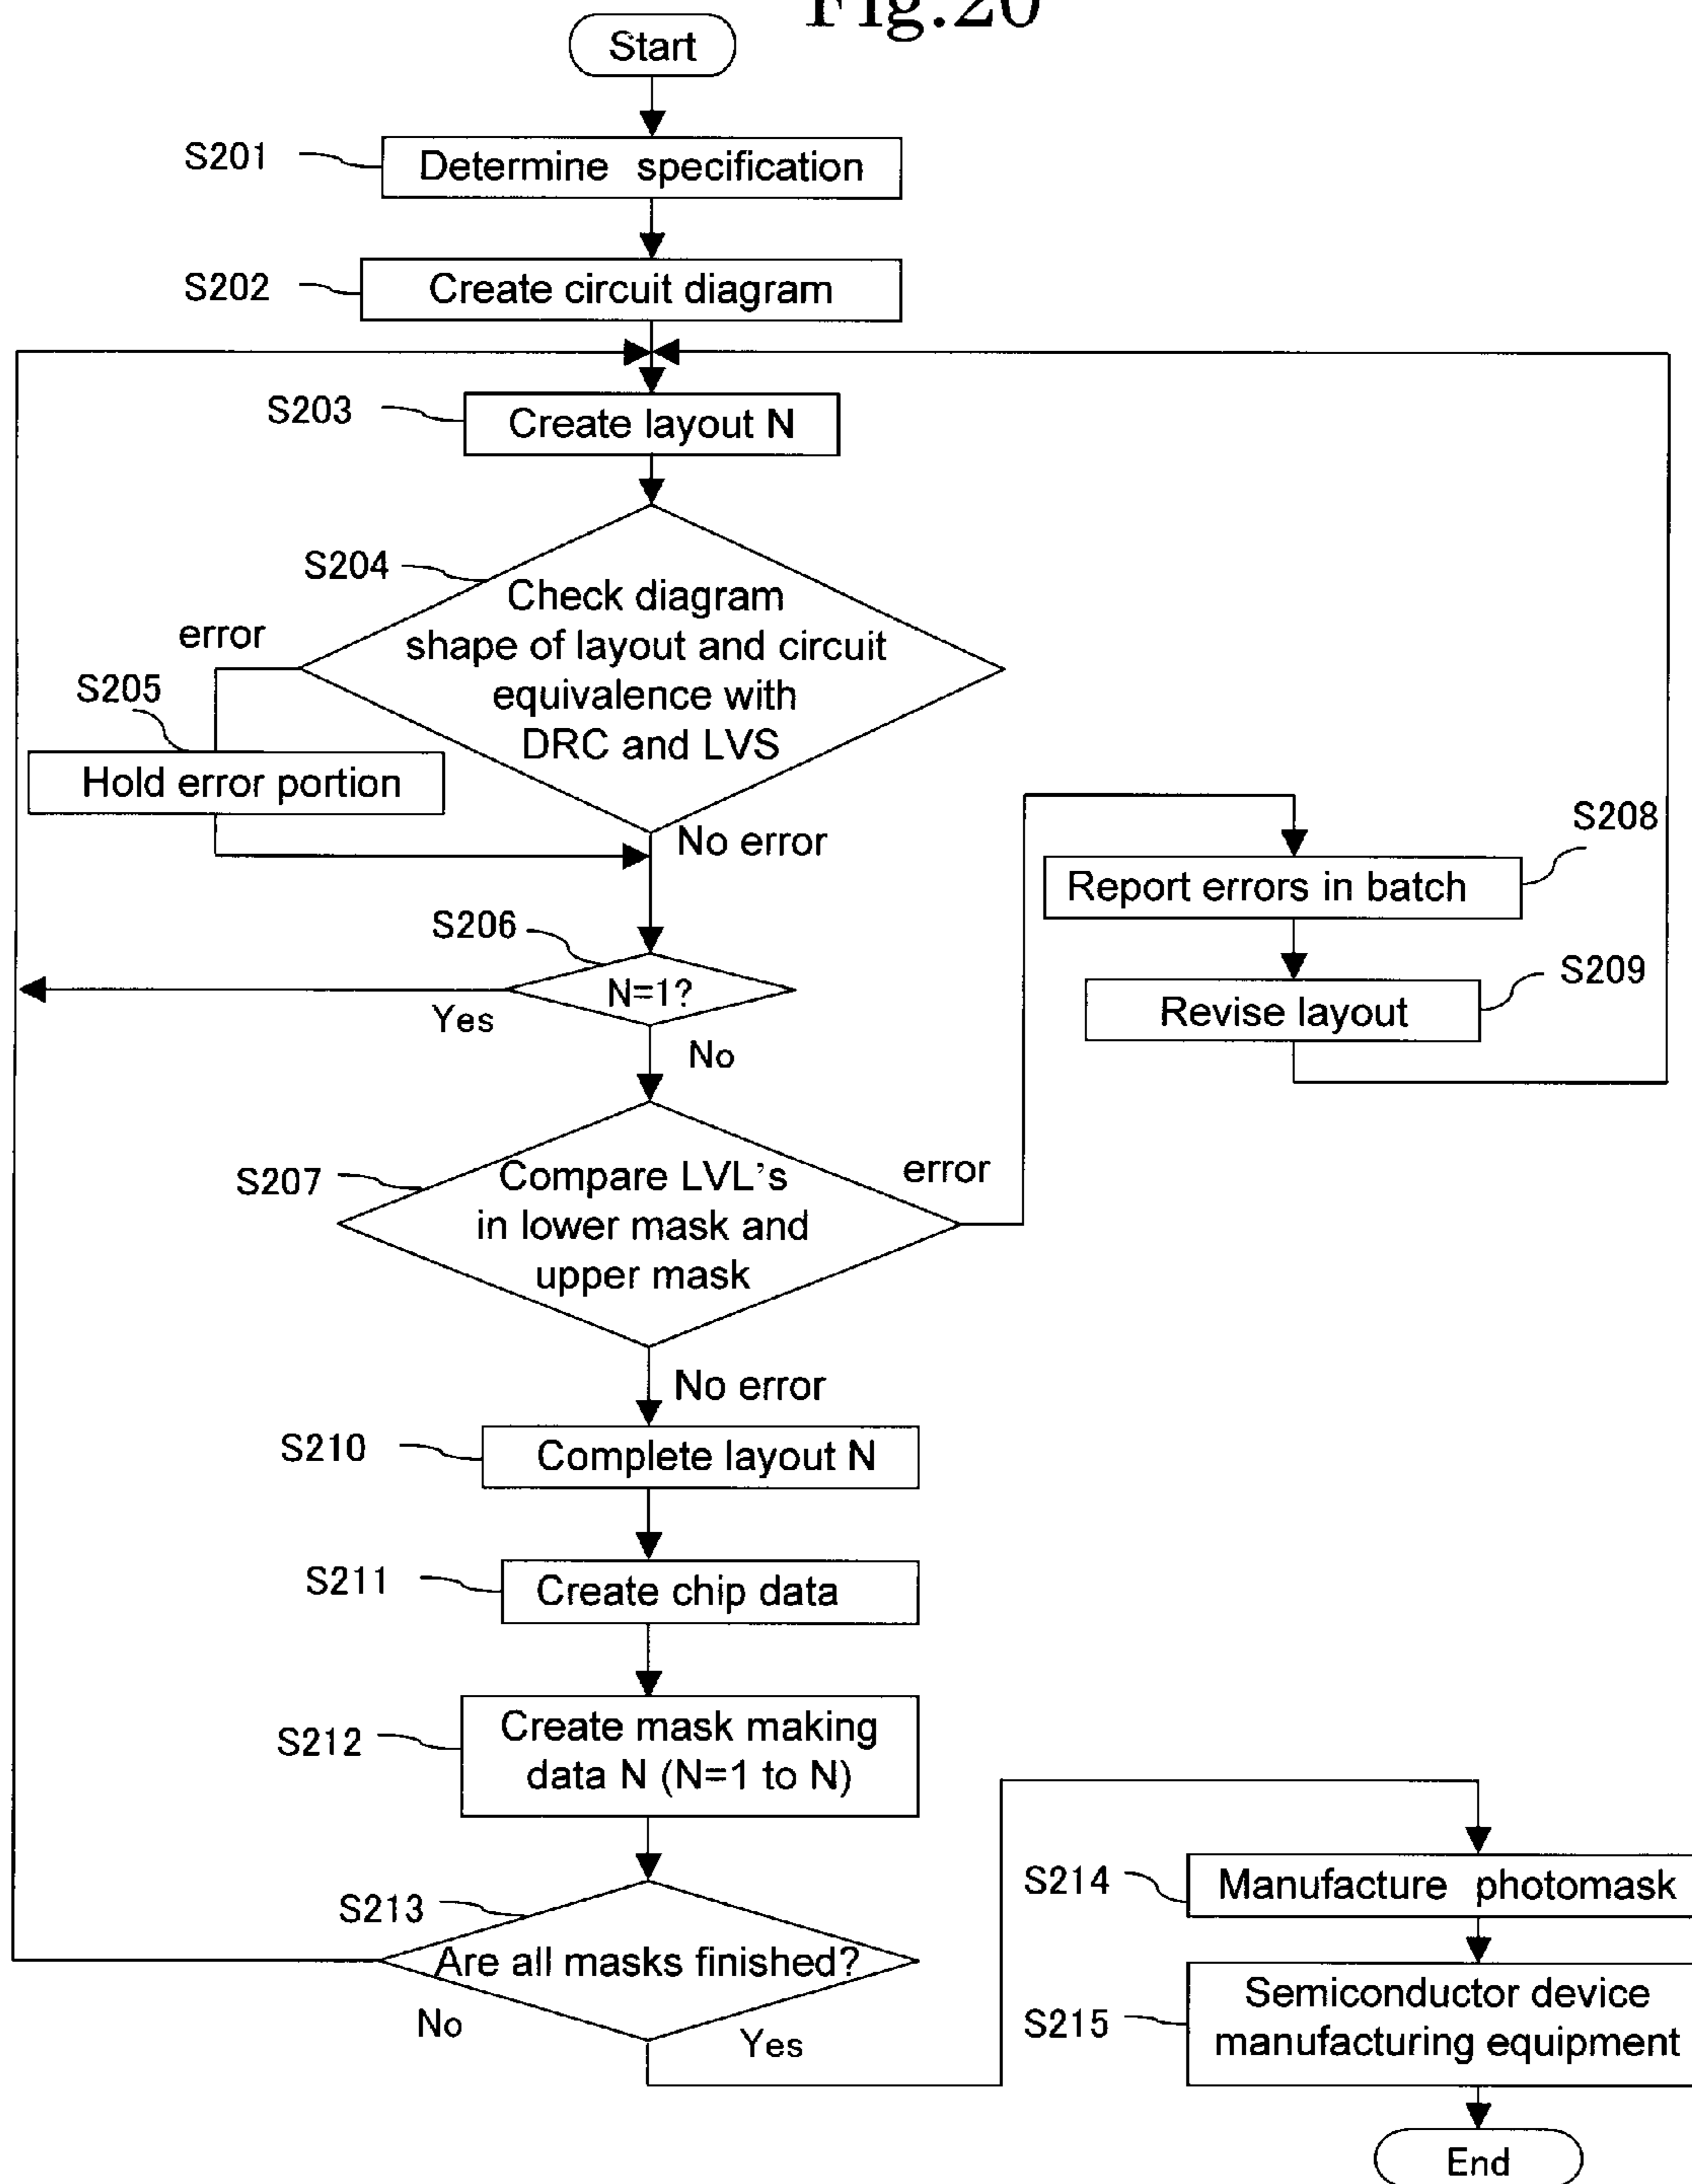 Fig.20
Start
S201
Determine specification
S202
Create circuit diagram
S203
Create layout N
S204
Check diagram
shape of layout and circuit
equivalence with
DRC and LVS
error
S205
Hold error portion
No error
S206
N=1?
Yes
No
S207
Compare LVL's
in lower mask and
upper mask
error
S208
Report errors in batch
S209
Revise layout
No error
S210
Complete layout N
S211
Create chip data
S212
Create mask making
data N (N=1 to N)
S213
Are all masks finished?
No
Yes
S214
Manufacture photomask
S215
Semiconductor device
manufacturing equipment
End